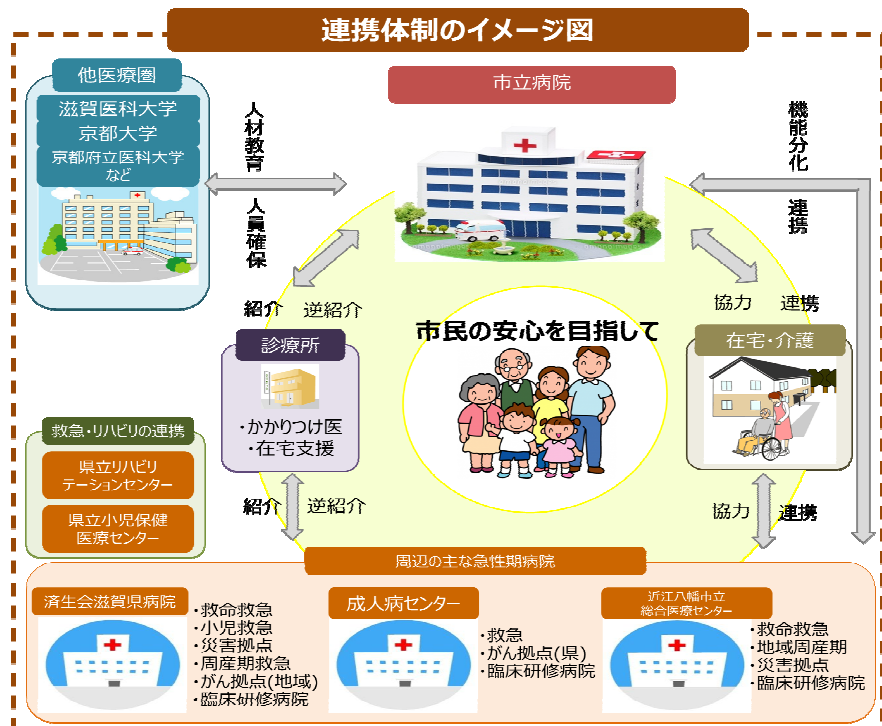 連携体制のイメージ図
他医療圏
滋賀医科大学
京都大学
京都府立医科大学
など
人材教育
人員確保
市立病院
機能分化
連携
紹介 逆紹介
協力 連携
市民の安心を目指して
診療所
・かかりつけ医
・在宅支援
在宅・介護
救急・リハビリの連携
県立リハビリ
テーションセンター
県立小児保健
医療センター
紹介 逆紹介
協力 連携
周辺の主な急性期病院
済生会滋賀県病院
・救命救急
・小児救急
・災害拠点
・周産期救急
・がん拠点(地域)
・臨床研修病院
成人病センター
・救急
・がん拠点(県)
・臨床研修病院
近江八幡市立
総合医療センター
・救命救急
・地域周産期
・災害拠点
・臨床研修病院